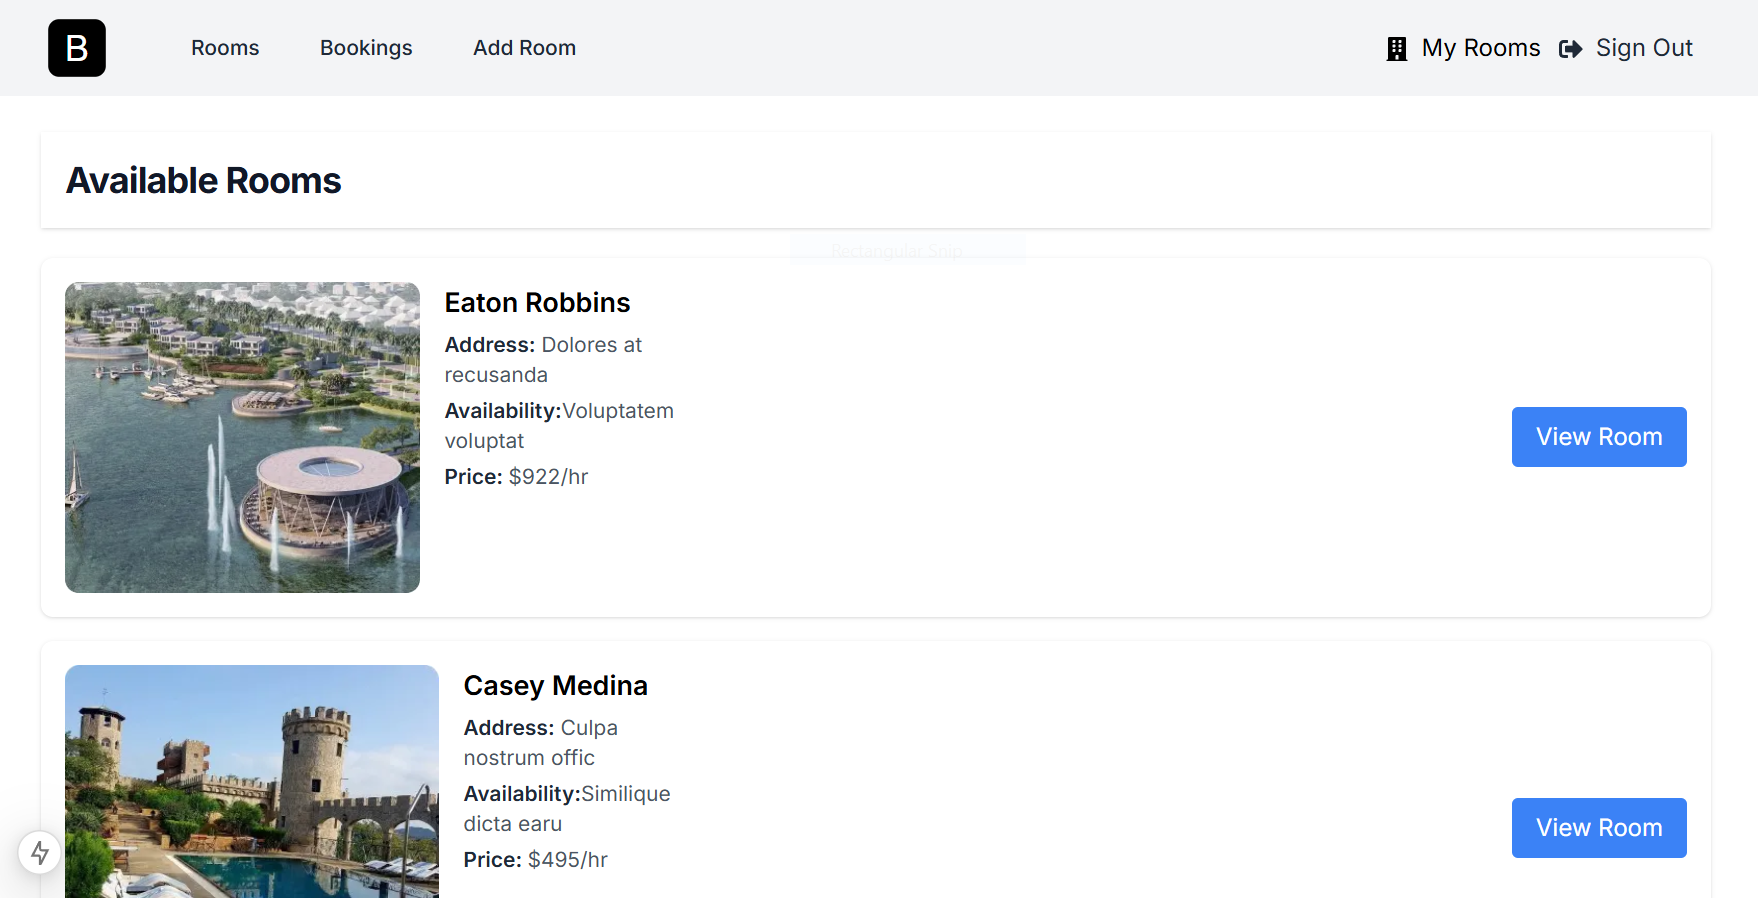 B
Rooms
Bookings
Add Room
My Rooms
Sign Out
Available Rooms
Rectangular Snip
Eaton Robbins
Address: Dolores at
recusanda
Availability:Voluptatem
voluptat
Price: $922/hr
View Room
Casey Medina
Address: Culpa
nostrum offic
Availability:Similique
dicta earu
Price: $495/hr
View Room